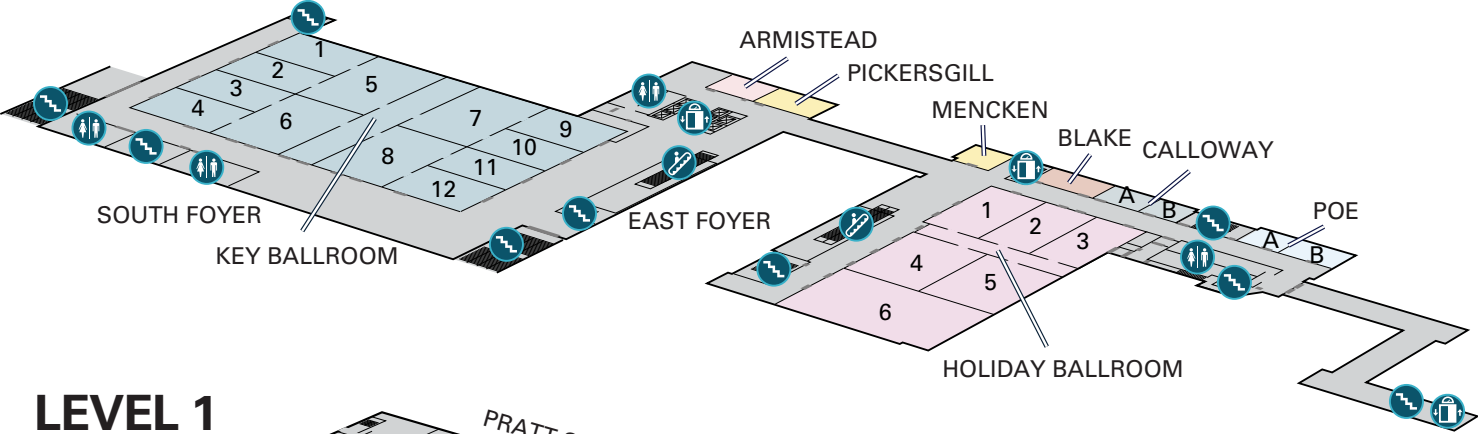 ARMISTEAD
PICKERSGILL
MENCKEN
BLAKE
CALLOWAY
POE
A
B
A
B
1
2
3
4
5
6
7
8
9
10
11
12
SOUTH FOYER
KEY BALLROOM
EAST FOYER
1
2
3
4
5
6
HOLIDAY BALLROOM
LEVEL 1
PRATT